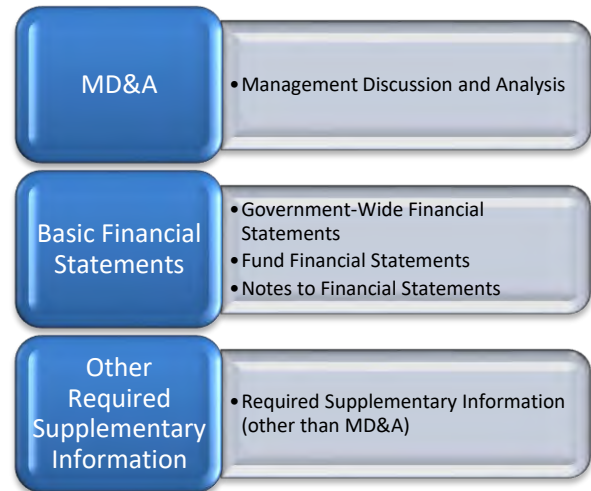 MD&A
•Management Discussion and Analysis
Basic Financial
Statements
•Government-Wide Financial
Statements
•Fund Financial Statements
•Notes to Financial Statements
Other
Required
Supplementary
Information
•Required Supplementary Information
(other than MD&A)